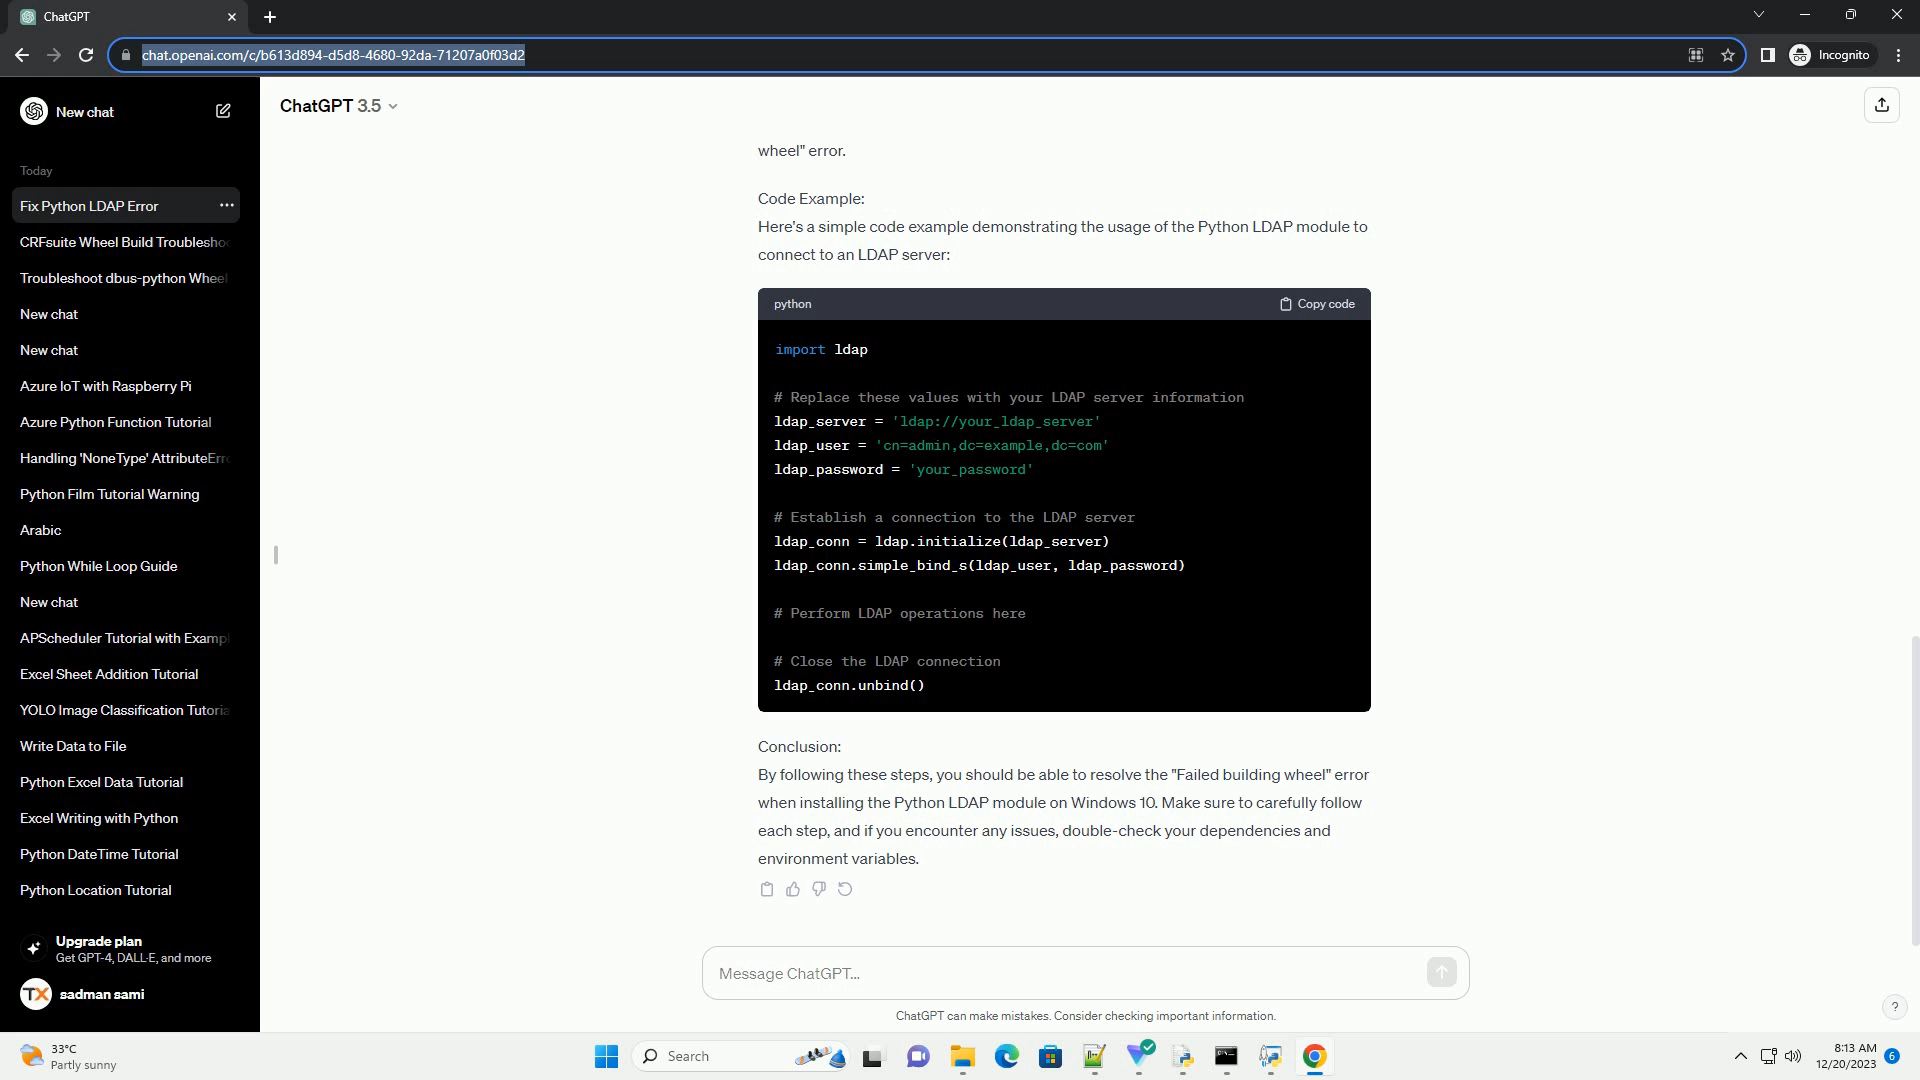 ChatGPT
chat.openai.com/c/b613d894-d5d8-4680-92da-71207a0f03d2
Incognito
New chat
ChatGPT 3.5
Today
Fix Python LDAP Error
CRFsuite Wheel Build Troubleshoo
Troubleshoot dbus-python Wheel
New chat
New chat
Azure IoT with Raspberry Pi
Azure Python Function Tutorial
Handling 'NoneType' AttributeErro
Python Film Tutorial Warning
Arabic
Python While Loop Guide
New chat
APScheduler Tutorial with Exampl
Excel Sheet Addition Tutorial
YOLO Image Classification Tutoria
Write Data to File
Python Excel Data Tutorial
Excel Writing with Python
Python DateTime Tutorial
Python Location Tutorial
Upgrade plan
Get GPT-4, DALL·E, and more
TX sadman sami
wheel" error.
Code Example:
Here's a simple code example demonstrating the usage of the Python LDAP module to
connect to an LDAP server:
python
Copy code
import ldap
# Replace these values with your LDAP server information
ldap_server = 'ldap://your_ldap_server'
ldap_user = 'cn=admin,dc=example,dc=com'
ldap_password = 'your_password'
# Establish a connection to the LDAP server
ldap_conn = ldap.initialize(ldap_server)
ldap_conn.simple_bind_s(ldap_user, ldap_password)
# Perform LDAP operations here
# Close the LDAP connection
ldap_conn.unbind()
Conclusion:
By following these steps, you should be able to resolve the "Failed building wheel" error
when installing the Python LDAP module on Windows 10. Make sure to carefully follow
each step, and if you encounter any issues, double-check your dependencies and
environment variables.
Message ChatGPT...
ChatGPT can make mistakes. Consider checking important information.
?
33°C
Partly sunny
Search
8:13 AM
12/20/2023
6